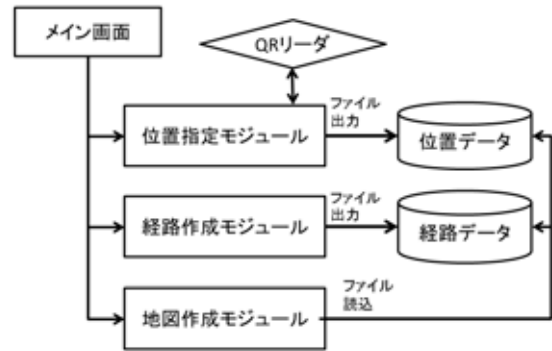 メイン画面
QRリーダ
位置指定モジュール
ファイル
出力
位置データ
経路作成モジュール
ファイル
出力
経路データ
地図作成モジュール
ファイル
読込